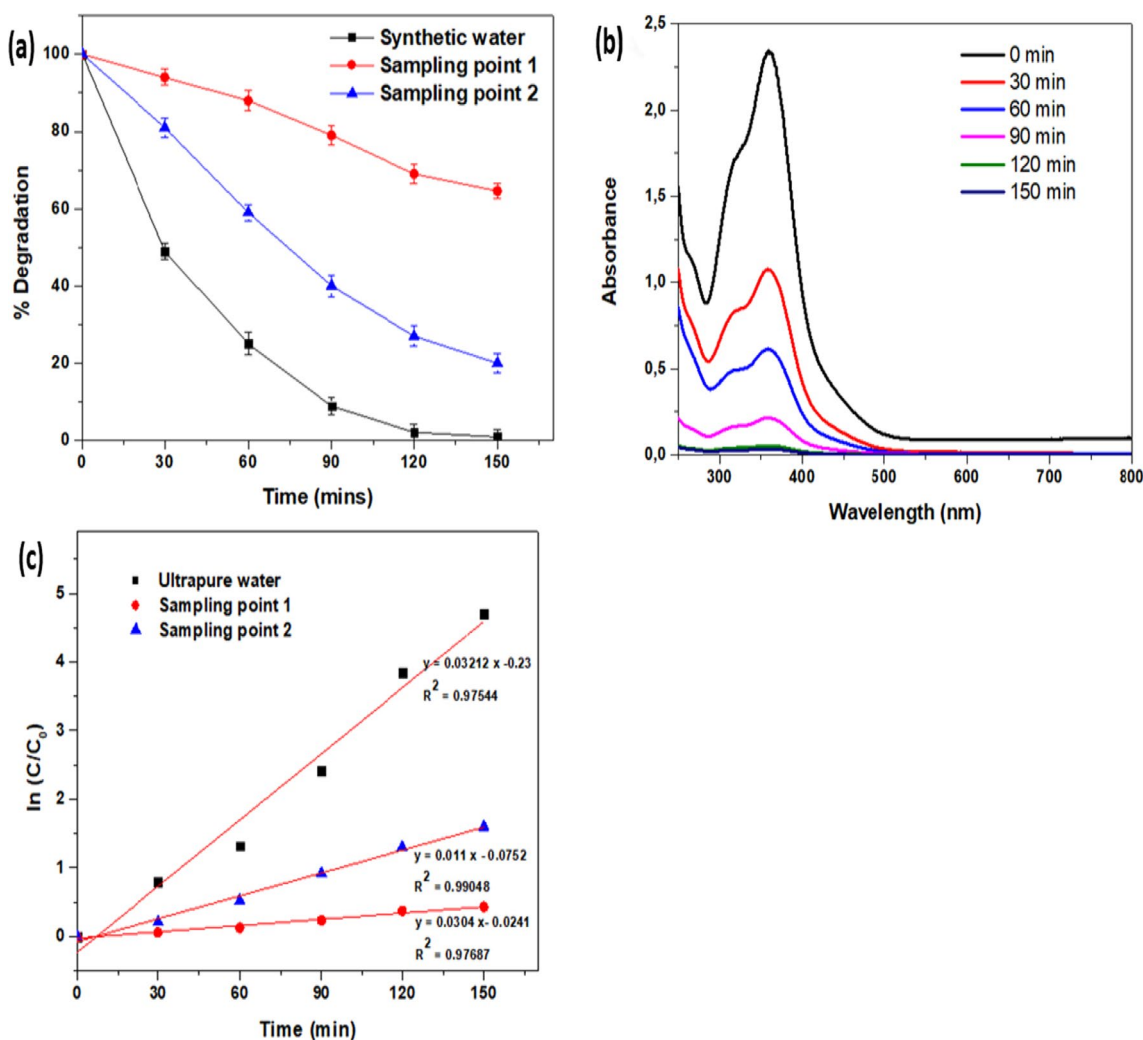 (a)
Synthetic water
Sampling point 1
Sampling point 2
100
80
60
40
20
0
% Degradation
0 30 60 90 120 150
Time (mins)
(b)
0 min
30 min
60 min
90 min
120 min
150 min
2,5
2,0
1,5
1,0
0,5
0,0
Absorbance
300 400 500 600 700 800
Wavelength (nm)
(c)
Ultrapure water
Sampling point 1
Sampling point 2
5
4
3
2
1
0
ln (C/C0)
y = 0.03212 x -0.23
R2 = 0.97544
y = 0.011 x - 0.0752
R2 = 0.99048
y = 0.0304 x- 0.0241
R2 = 0.97687
0 30 60 90 120 150
Time (min)